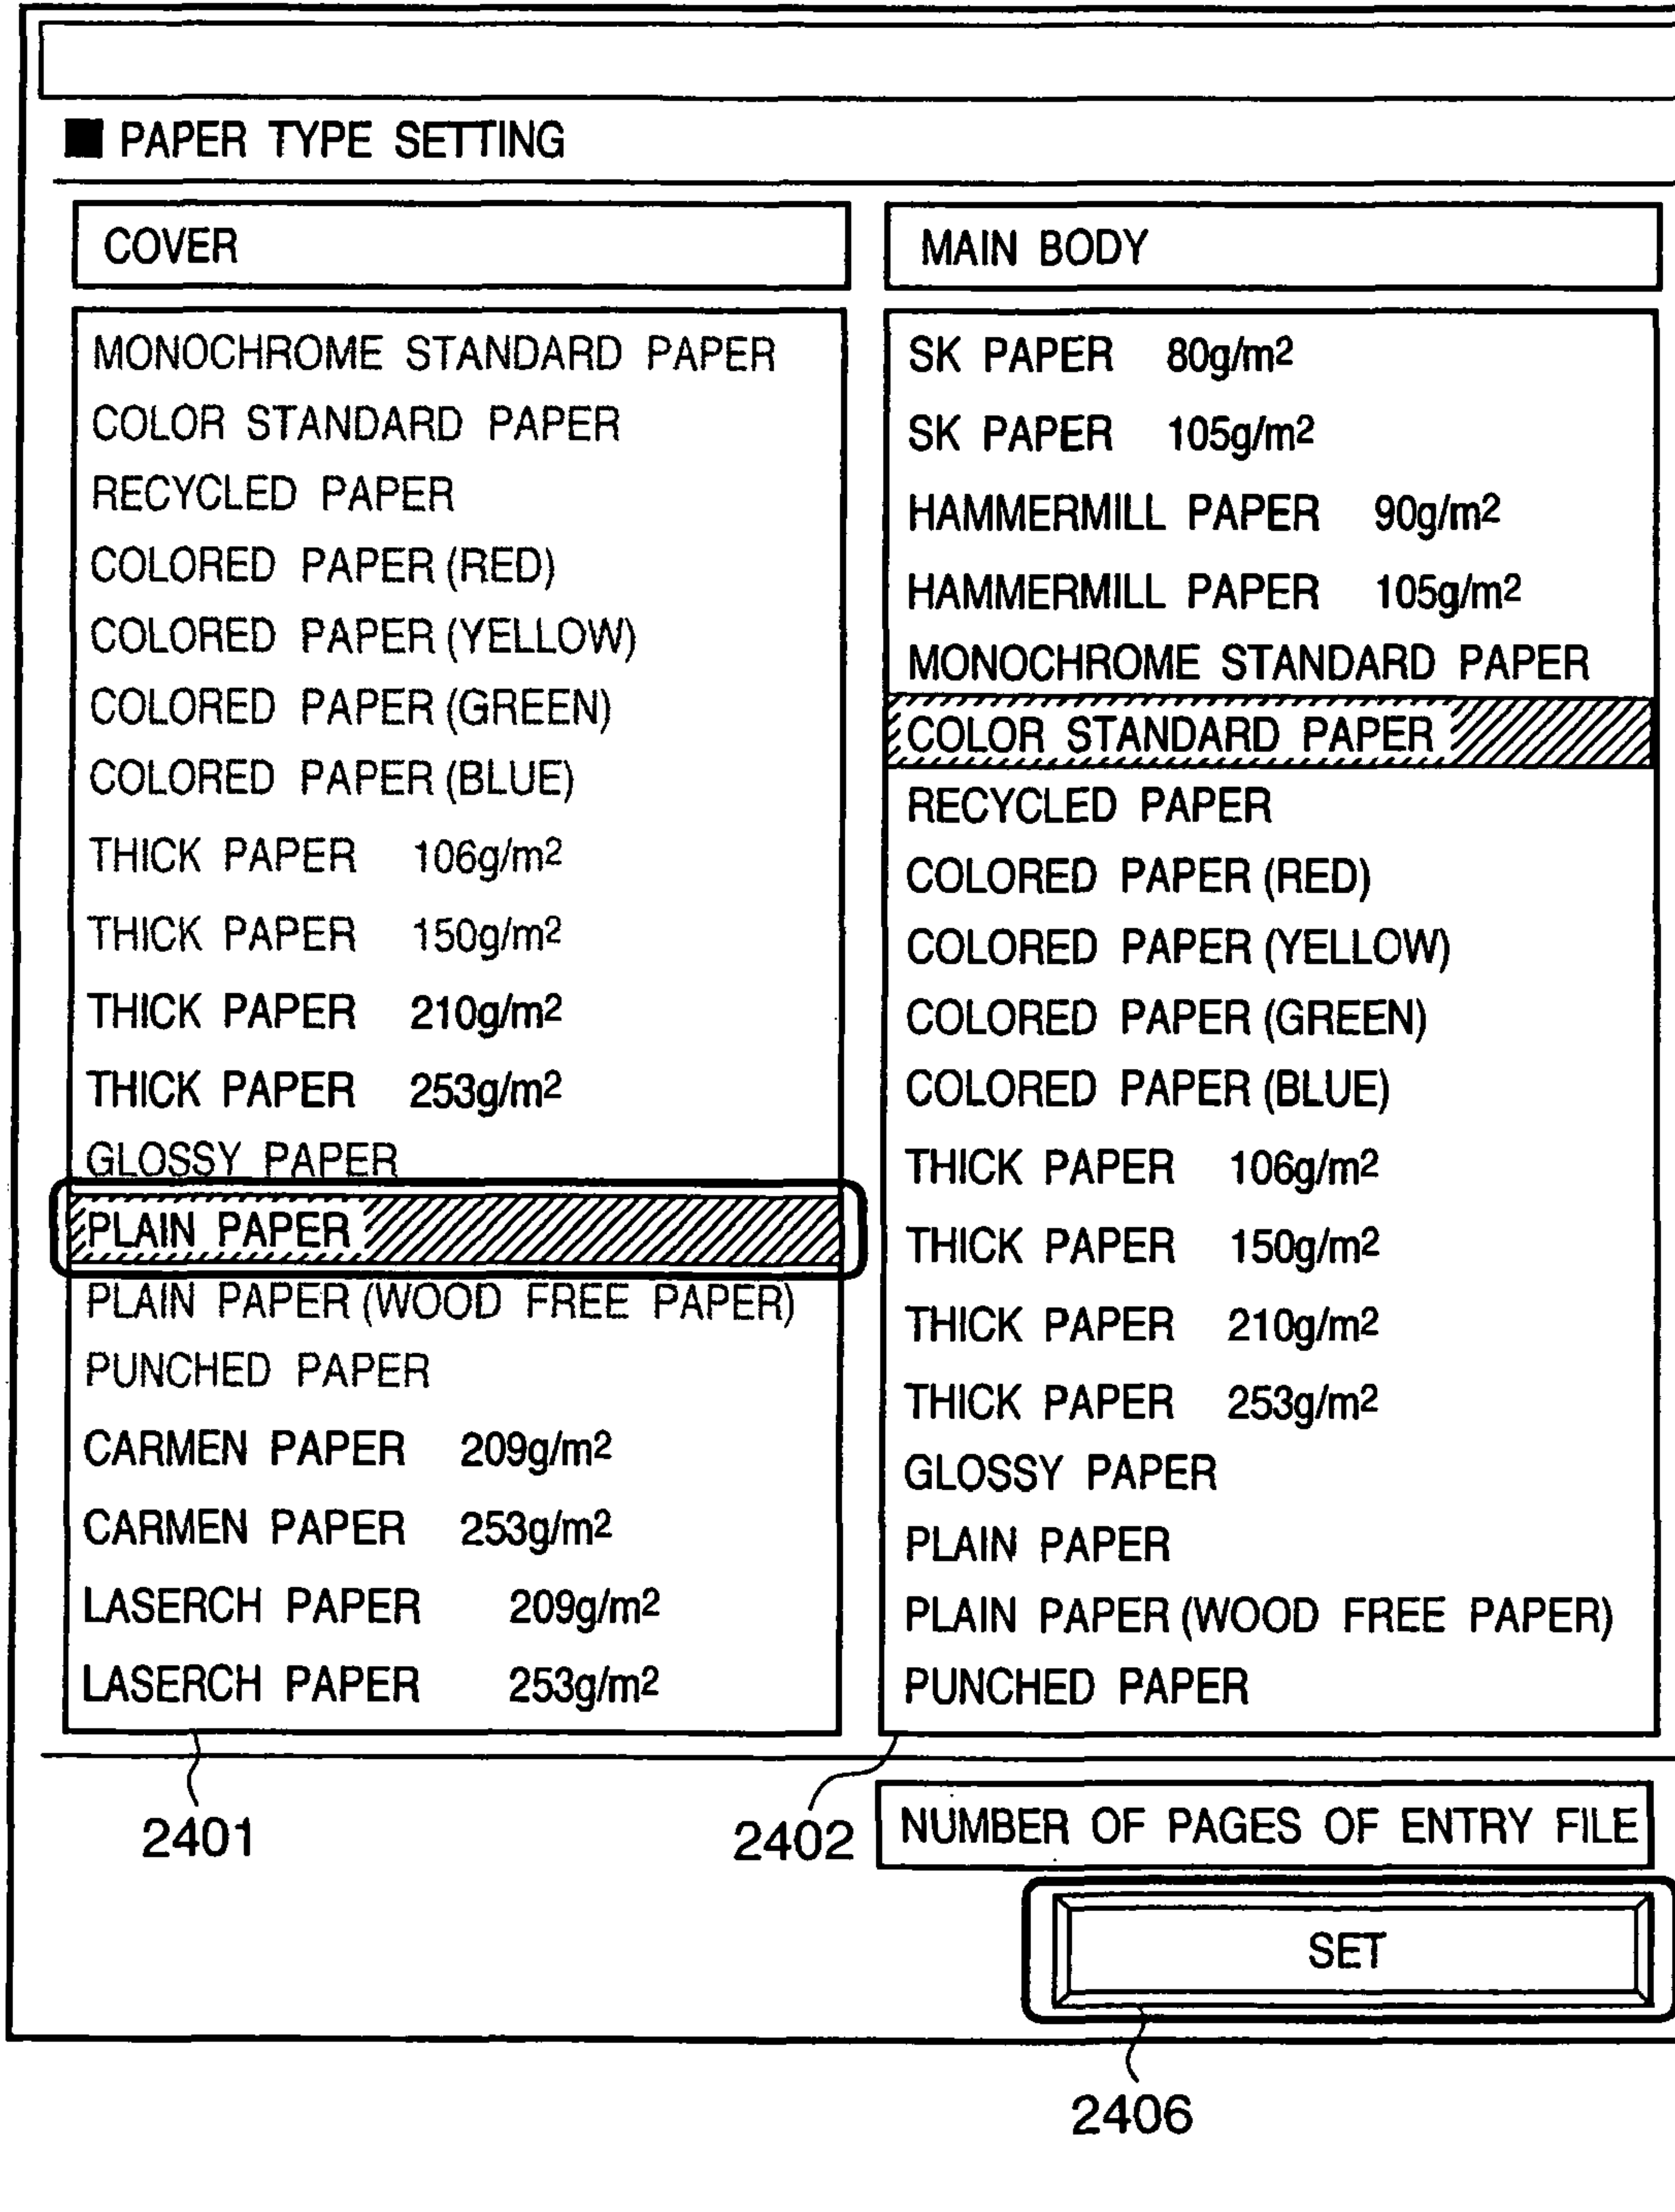 ■ PAPER TYPE SETTING
COVER
MONOCHROME STANDARD PAPER
COLOR STANDARD PAPER
RECYCLED PAPER
COLORED PAPER (RED)
COLORED PAPER (YELLOW)
COLORED PAPER (GREEN)
COLORED PAPER (BLUE)
THICK PAPER 106g/m2
THICK PAPER 150g/m2
THICK PAPER 210g/m2
THICK PAPER 253g/m2
GLOSSY PAPER
PLAIN PAPER
PLAIN PAPER (WOOD FREE PAPER)
PUNCHED PAPER
CARMEN PAPER 209g/m2
CARMEN PAPER 253g/m2
LASERCH PAPER 209g/m2
LASERCH PAPER 253g/m2
2401
MAIN BODY
SK PAPER 80g/m2
SK PAPER 105g/m2
HAMMERMILL PAPER 90g/m2
HAMMERMILL PAPER 105g/m2
MONOCHROME STANDARD PAPER
COLOR STANDARD PAPER
RECYCLED PAPER
COLORED PAPER (RED)
COLORED PAPER (YELLOW)
COLORED PAPER (GREEN)
COLORED PAPER (BLUE)
THICK PAPER 106g/m2
THICK PAPER 150g/m2
THICK PAPER 210g/m2
THICK PAPER 253g/m2
GLOSSY PAPER
PLAIN PAPER
PLAIN PAPER (WOOD FREE PAPER)
PUNCHED PAPER
2402
NUMBER OF PAGES OF ENTRY FILE
SET
2406